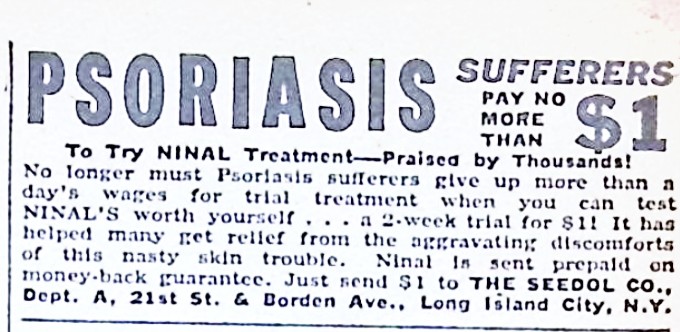 PSORIASIS SUFFERERS
PAY NO
MORE
THAN $1
To Try NINAL Treatment—Praised by Thousands!
No longer must Psoriasis sufferers give up more than a
day's wages for trial treatment when you can test
NINAL'S worth yourself . . . a 2-week trial for $1! It has
helped many get relief from the aggravating discomforts
of this nasty skin trouble. Ninal is sent prepaid on
money-back guarantee. Just send $1 to THE SEEDOL CO.,
Dept. A, 21st St. & Borden Ave., Long Island City, N.Y.